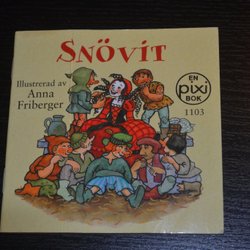 SNÖVIT
Illustrerad av
Anna
Friberger
EN
pixi
BOK
1103